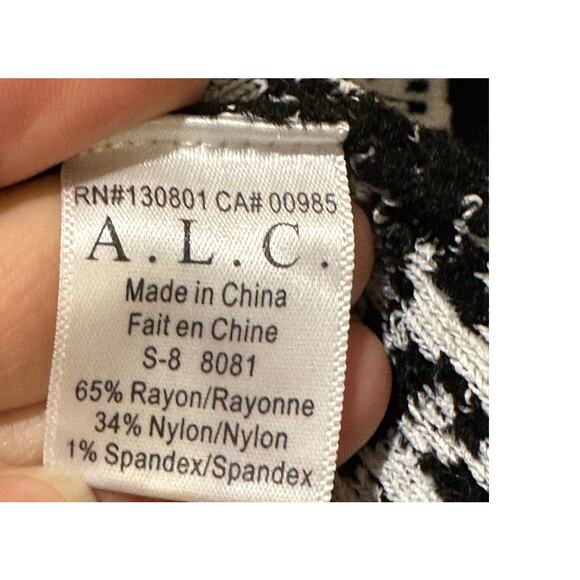 RN#130801 CA# 00985
A.L.C.
Made in China
Fait en Chine
S-8 8081
65% Rayon/Rayonne
34% Nylon/Nylon
1% Spandex/Spandex